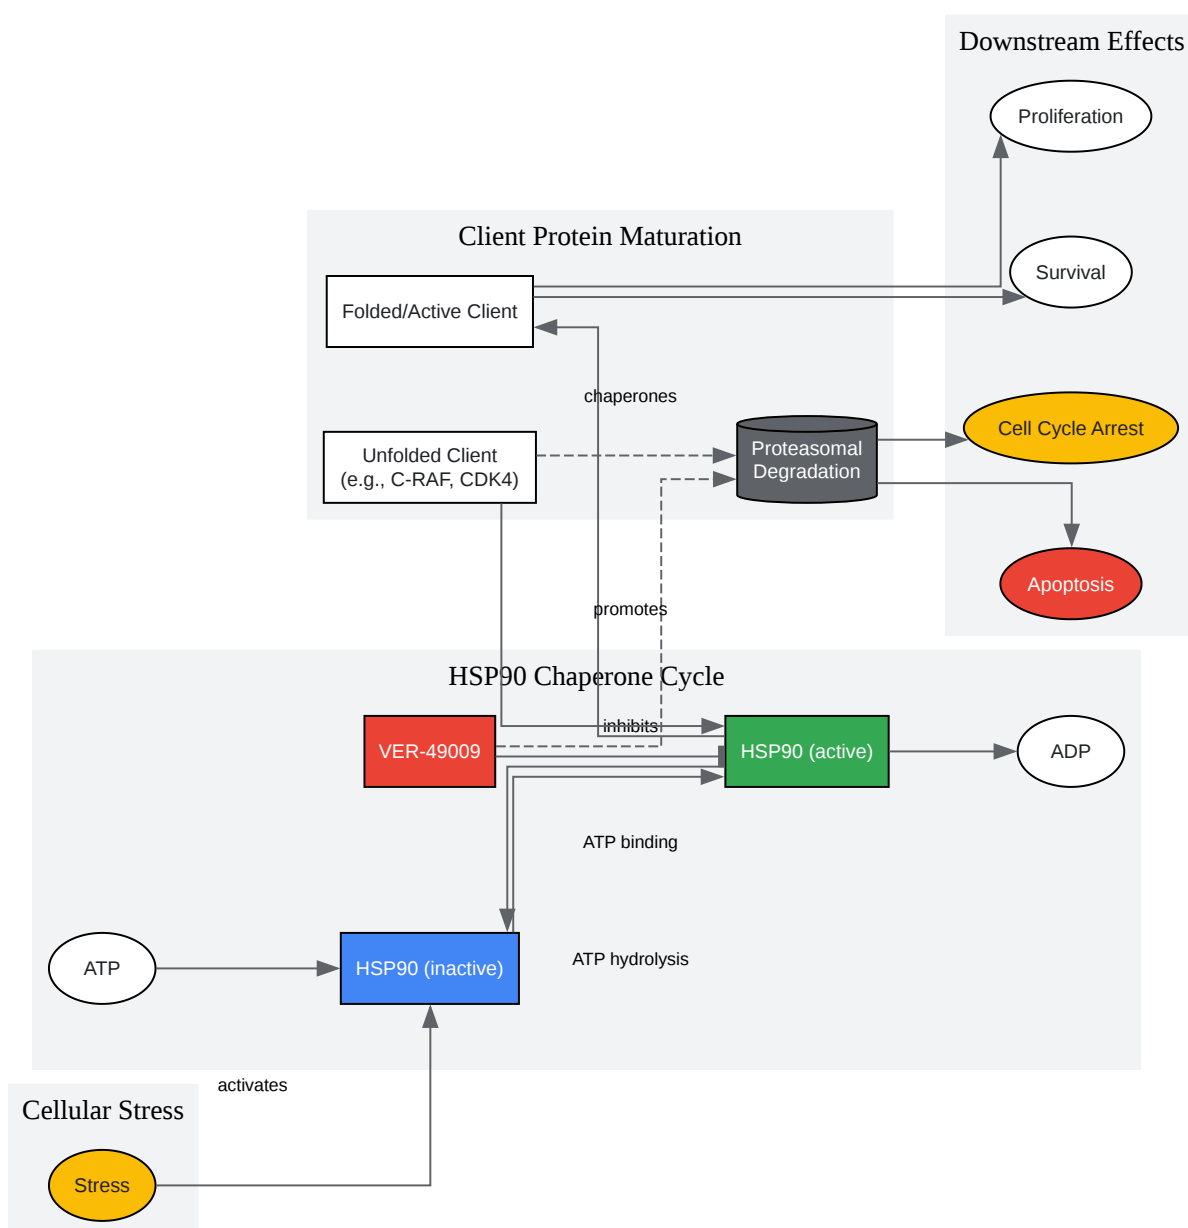 Downstream Effects
Proliferation
Client Protein Maturation
Survival
Folded/Active Client
chaperones
Cell Cycle Arrest
Unfolded Client
(e.g., C-RAF, CDK4)
Proteasomal
Degradation
Apoptosis
promotes
HSP90 Chaperone Cycle
inhibits
VER-49009
HSP90 (active)
ADP
ATP binding
ATP hydrolysis
ATP
HSP90 (inactive)
activates
Cellular Stress
Stress